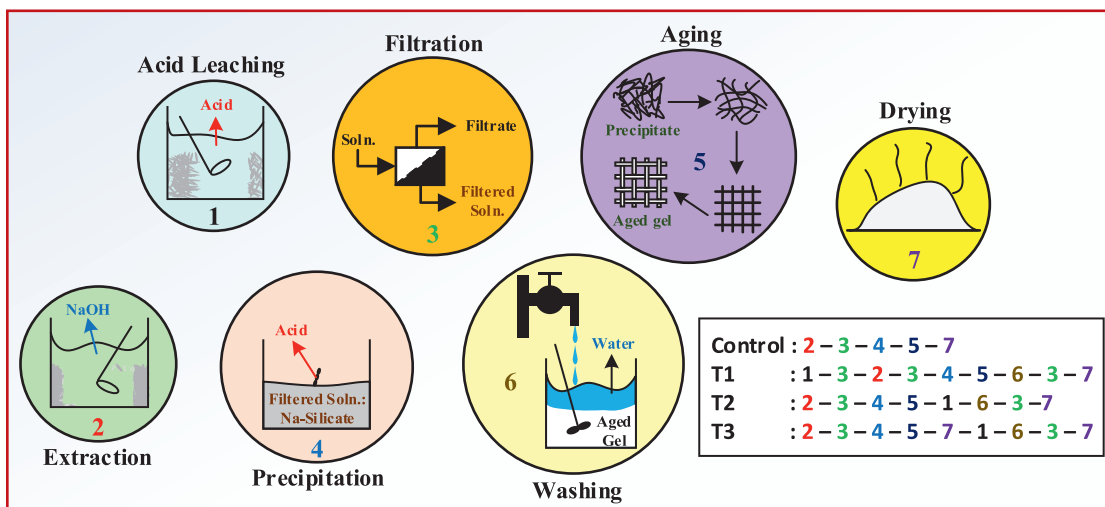 Acid Leaching
Acid
1
Filtration
Soln.
Filtrate
Filtered
Soln.
3
Aging
Precipitate
5
Aged gel
Drying
7
NaOH
2
Extraction
Acid
Filtered Soln.:
Na-Silicate
4
Precipitation
6
Water
Aged
Gel
Washing
Control : 2 – 3 – 4 – 5 – 7
T1 : 1 – 3 – 2 – 3 – 4 – 5 – 6 – 3 – 7
T2 : 2 – 3 – 4 – 5 – 1 – 6 – 3 –7
T3 : 2 – 3 – 4 – 5 – 7 – 1 – 6 – 3 – 7